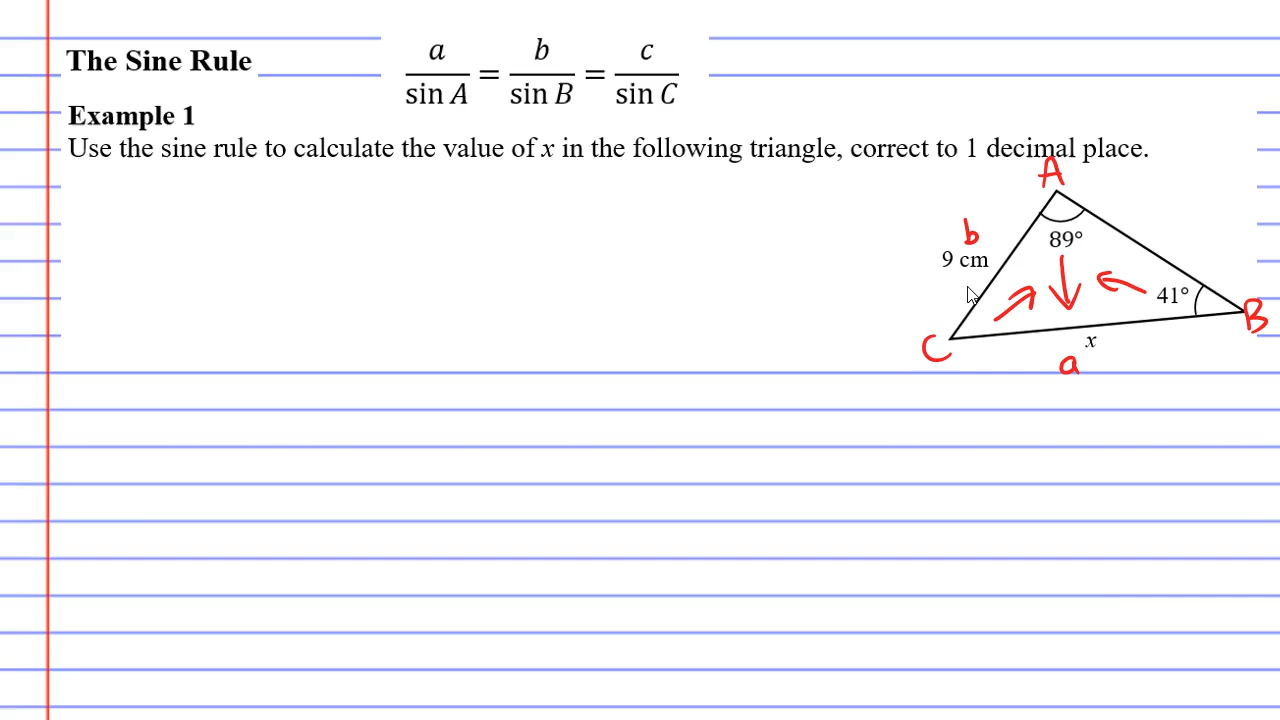 The Sine Rule
a/sin A = b/sin B = c/sin C
Example 1
Use the sine rule to calculate the value of x in the following triangle, correct to 1 decimal place.
A
b
89°
9 cm
41°
B
C
x
a